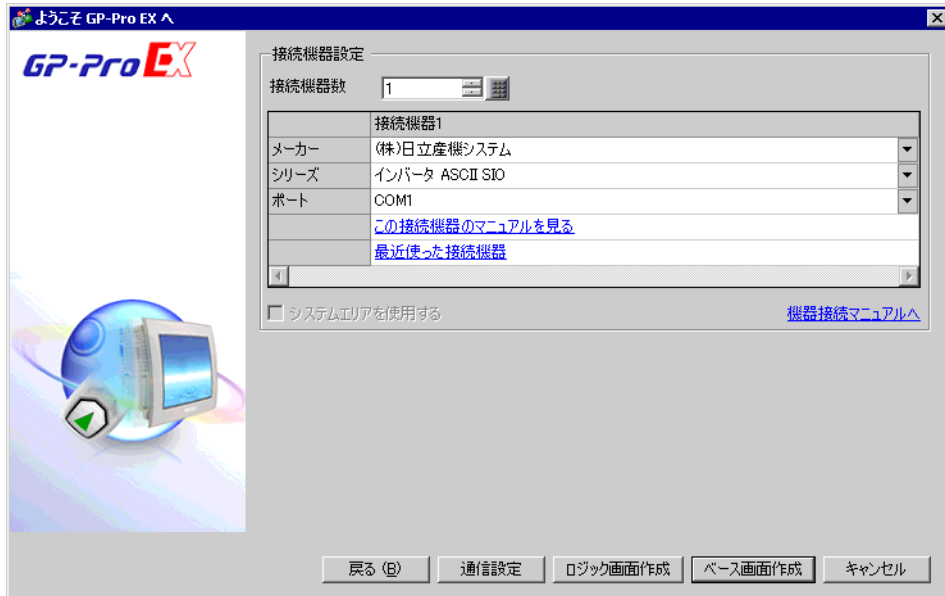 ようこそ GP-Pro EX へ
GP-Pro EX
接続機器設定
接続機器数 1
接続機器1
メーカー (株)日立産機システム
シリーズ インバータ ASCII SIO
ポート COM1
この接続機器のマニュアルを見る
最近使った接続機器
システムエリアを使用する 機器接続マニュアルへ
戻る (B) 通信設定 ロジック画面作成 ベース画面作成 キャンセル